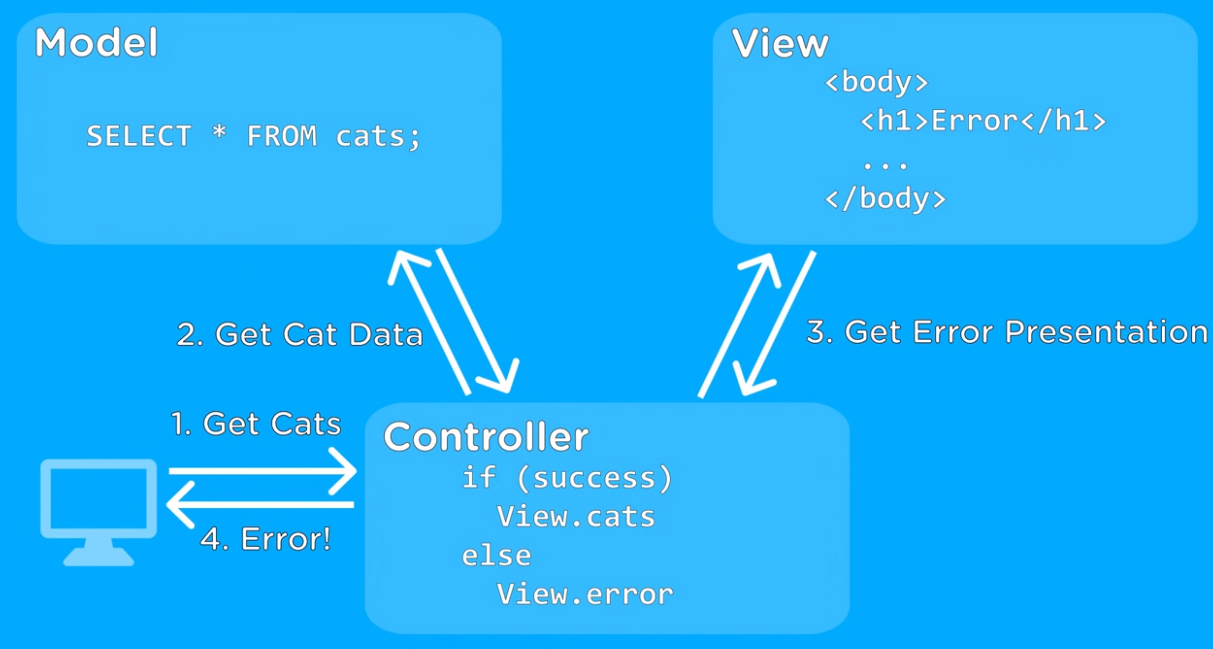 Model
SELECT * FROM cats;
View
<body>
<h1>Error</h1>
...
</body>
2. Get Cat Data
3. Get Error Presentation
1. Get Cats
4. Error!
Controller
if (success)
View.cats
else
View.error